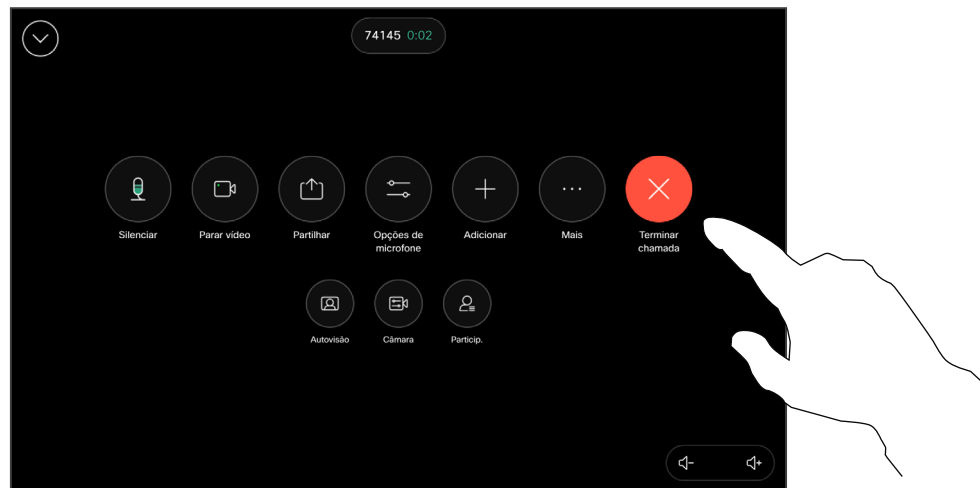 74145 0:02
Silenciar
Parar vídeo
Partilhar
Opções de
microfone
Adicionar
Mais
Terminar
chamada
Autovisão
Câmara
Particip.